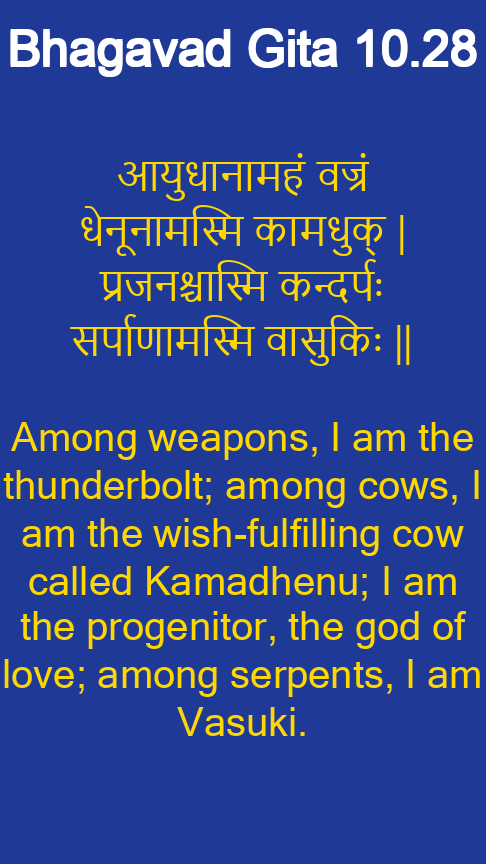 Bhagavad Gita 10.28
आयुधानामहं वज्रं
धेनूनामस्मि कामधुक् |
प्रजनश्चास्मि कन्दर्पः
सर्पाणामस्मि वासुकिः ||
Among weapons, I am the
thunderbolt; among cows, I
am the wish-fulfilling cow
called Kamadhenu; I am
the progenitor, the god of
love; among serpents, I am
Vasuki.